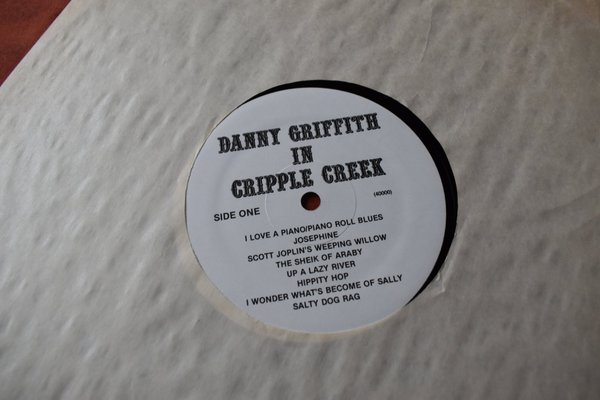 DANNY GRIFFITH
IN
CRIPPLE CREEK
(40000)
SIDE ONE
I LOVE A PIANO/PIANO ROLL BLUES
JOSEPHINE
SCOTT JOPLIN'S WEEPING WILLOW
THE SHEIK OF ARABY
UP A LAZY RIVER
HIPPITY HOP
I WONDER WHAT'S BECOME OF SALLY
SALTY DOG RAG